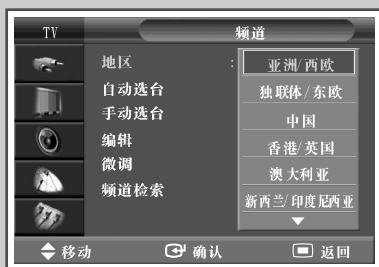 TV 频道
地区 : 亚洲/西欧
自动选台 独联体/东欧
手动选台 中国
编辑 香港/英国
微调 澳大利亚
频道检索 新西兰/印度尼西亚
移动 确认 返回